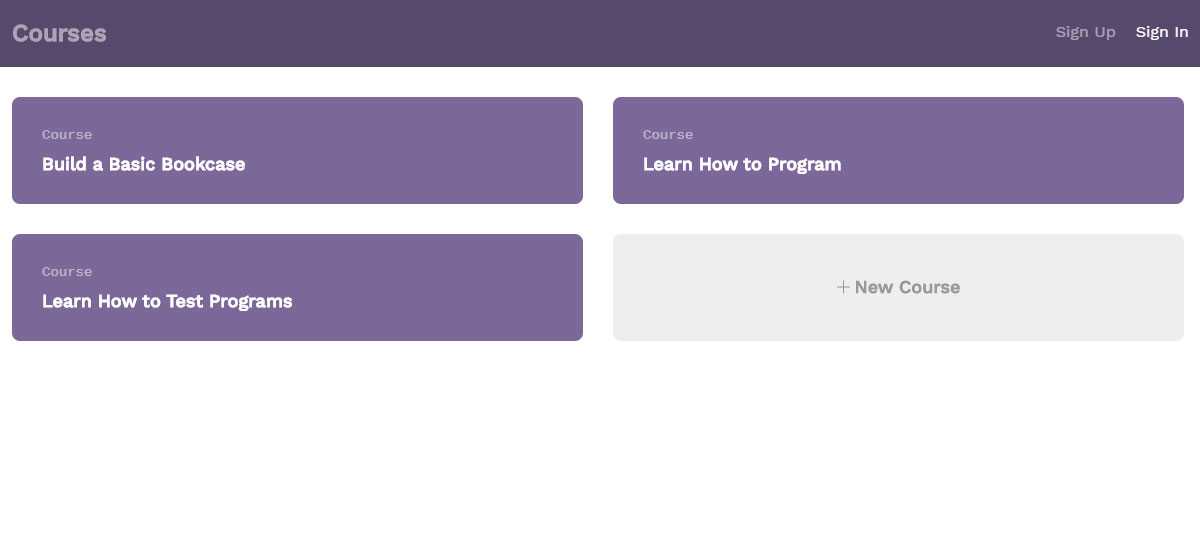 Courses
Sign Up
Sign In
Course
Build a Basic Bookcase
Course
Learn How to Program
Course
Learn How to Test Programs
+ New Course